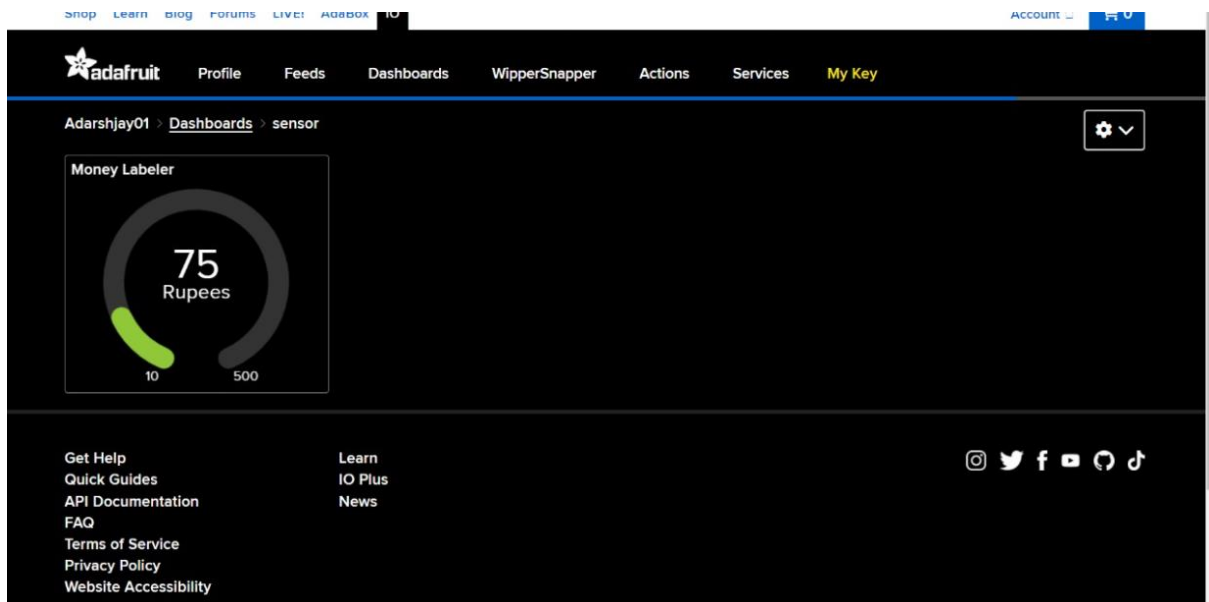 Shop Learn Blog Forums LIVE! AdaBox IO Account 0
adafruit Profile Feeds Dashboards WipperSnapper Actions Services My Key
Adarshjay01 > Dashboards > sensor
Money Labeler
75
Rupees
10 500
Get Help Learn
Quick Guides IO Plus
API Documentation News
FAQ
Terms of Service
Privacy Policy
Website Accessibility